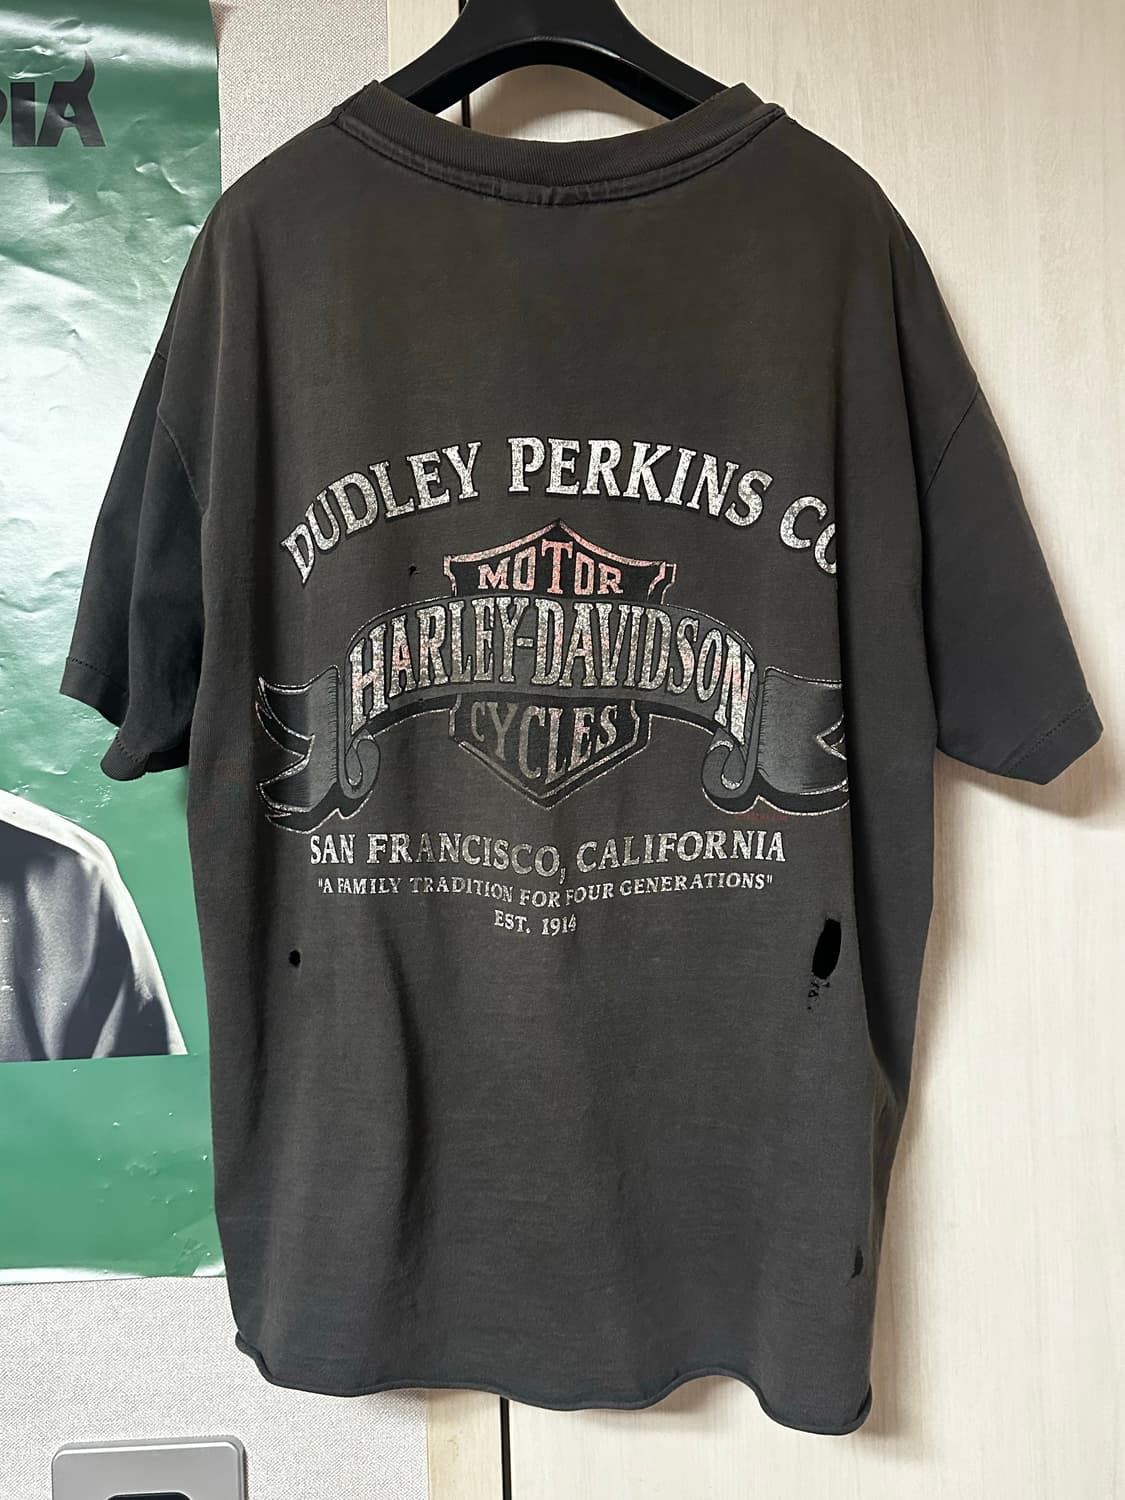 PIA
DUDLEY PERKINS CO
MOTOR
HARLEY-DAVIDSON
CYCLES
SAN FRANCISCO, CALIFORNIA
"A FAMILY TRADITION FOR FOUR GENERATIONS"
EST. 1914